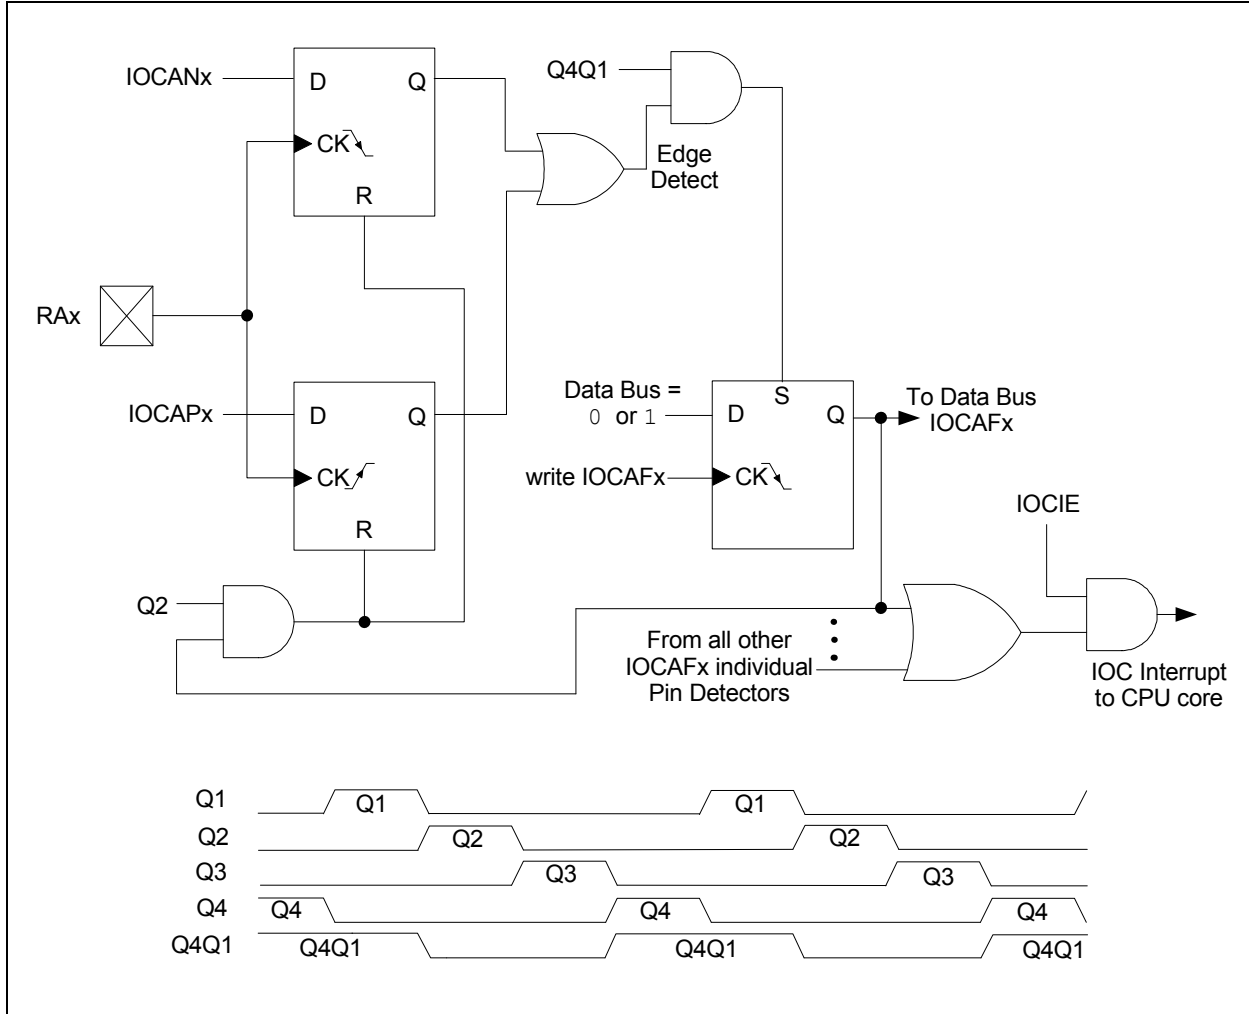 IOCANx
D
Q
CK
R
Q4Q1
Edge
Detect
RAx
IOCAPx
D
Q
CK
R
Data Bus =
0 or 1
S
D
Q
To Data Bus
IOCAFx
write IOCAFx
CK
IOCIE
Q2
From all other
IOCAFx individual
Pin Detectors
IOC Interrupt
to CPU core
Q1
Q1
Q1
Q2
Q2
Q2
Q3
Q3
Q3
Q4
Q4
Q4
Q4
Q4Q1
Q4Q1
Q4Q1
Q4Q1